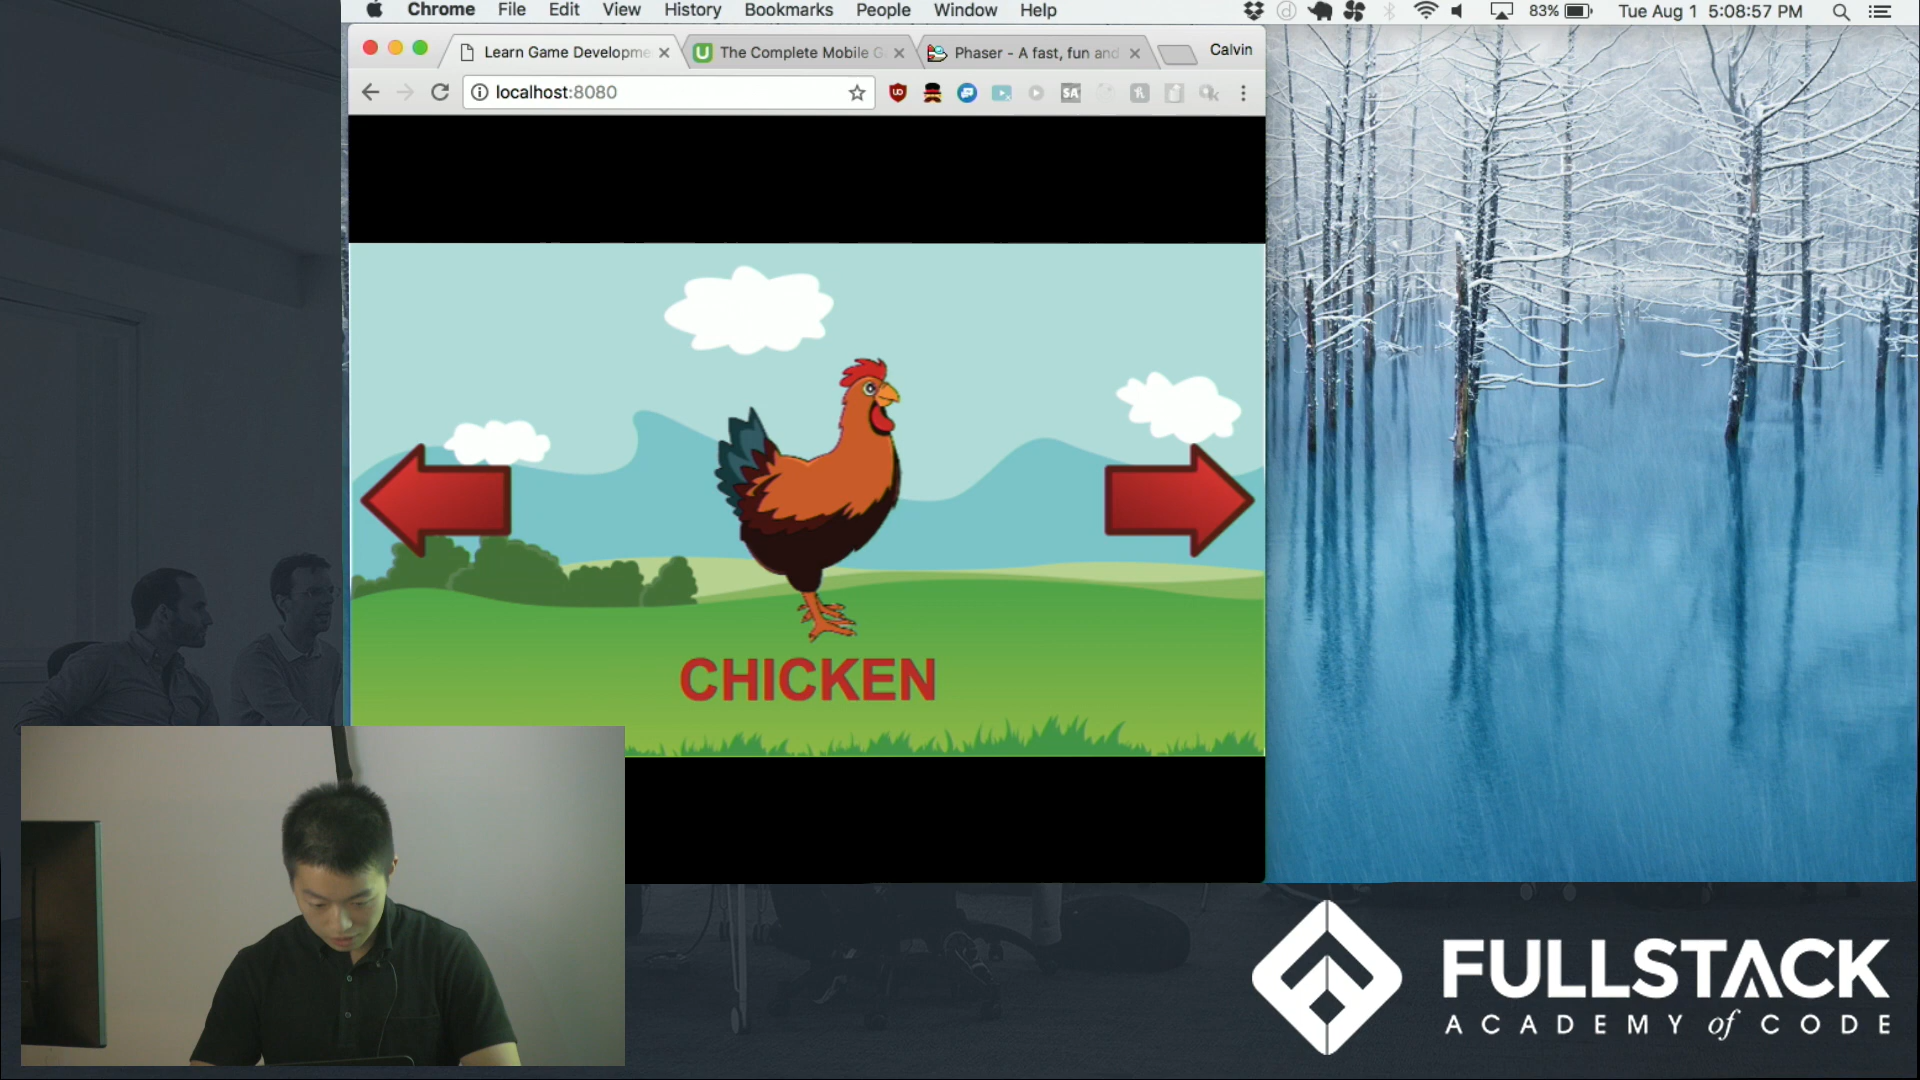 Chrome File Edit View History Bookmarks People Window Help 83% Tue Aug 1 5:08:57 PM
Learn Game Developme The Complete Mobile G Phaser - A fast, fun and Calvin
localhost:8080
CHICKEN
FULLSTACK
ACADEMY of CODE